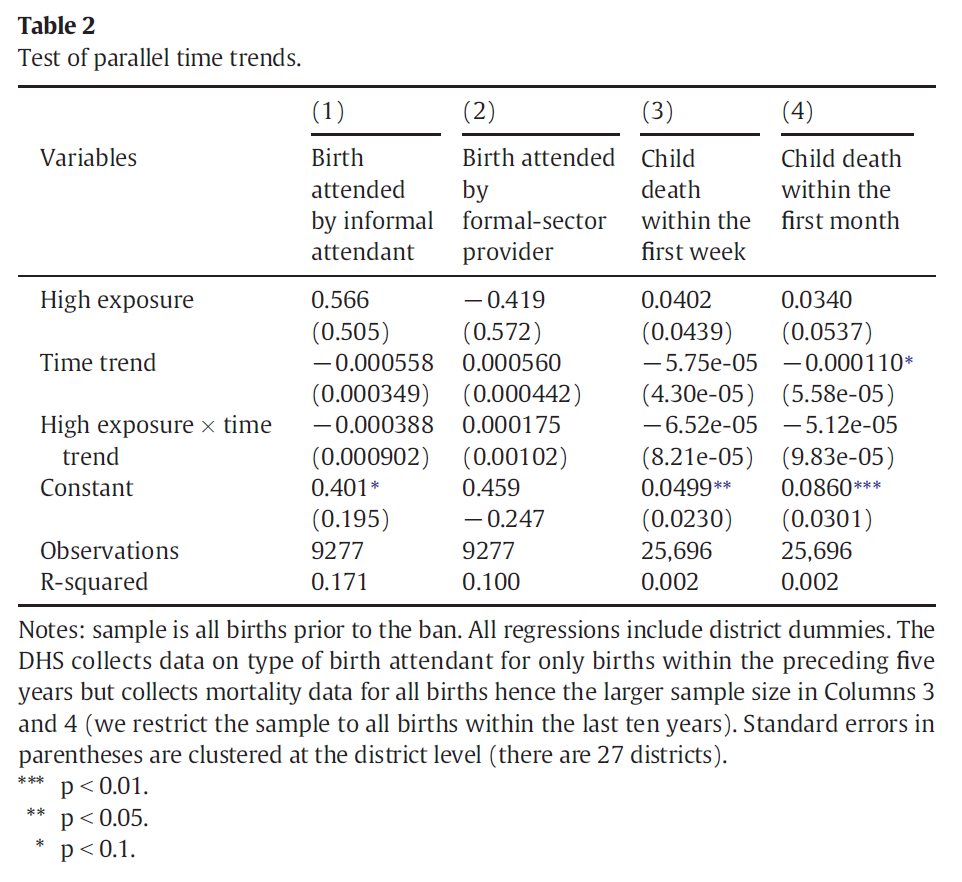 Table 2
Test of parallel time trends.
(1) (2) (3) (4)
Variables Birth Birth attended Child Child death
attended by death within the
by informal formal-sector within the first month
attendant provider first week
High exposure 0.566 −0.419 0.0402 0.0340
(0.505) (0.572) (0.0439) (0.0537)
Time trend −0.000558 0.000560 −5.75e-05 −0.000110*
(0.000349) (0.000442) (4.30e-05) (5.58e-05)
High exposure × time −0.000388 0.000175 −6.52e-05 −5.12e-05
trend (0.000902) (0.00102) (8.21e-05) (9.83e-05)
Constant 0.401* 0.459 0.0499** 0.0860***
(0.195) −0.247 (0.0230) (0.0301)
Observations 9277 9277 25,696 25,696
R-squared 0.171 0.100 0.002 0.002
Notes: sample is all births prior to the ban. All regressions include district dummies. The
DHS collects data on type of birth attendant for only births within the preceding five
years but collects mortality data for all births hence the larger sample size in Columns 3
and 4 (we restrict the sample to all births within the last ten years). Standard errors in
parentheses are clustered at the district level (there are 27 districts).
*** p < 0.01.
** p < 0.05.
* p < 0.1.